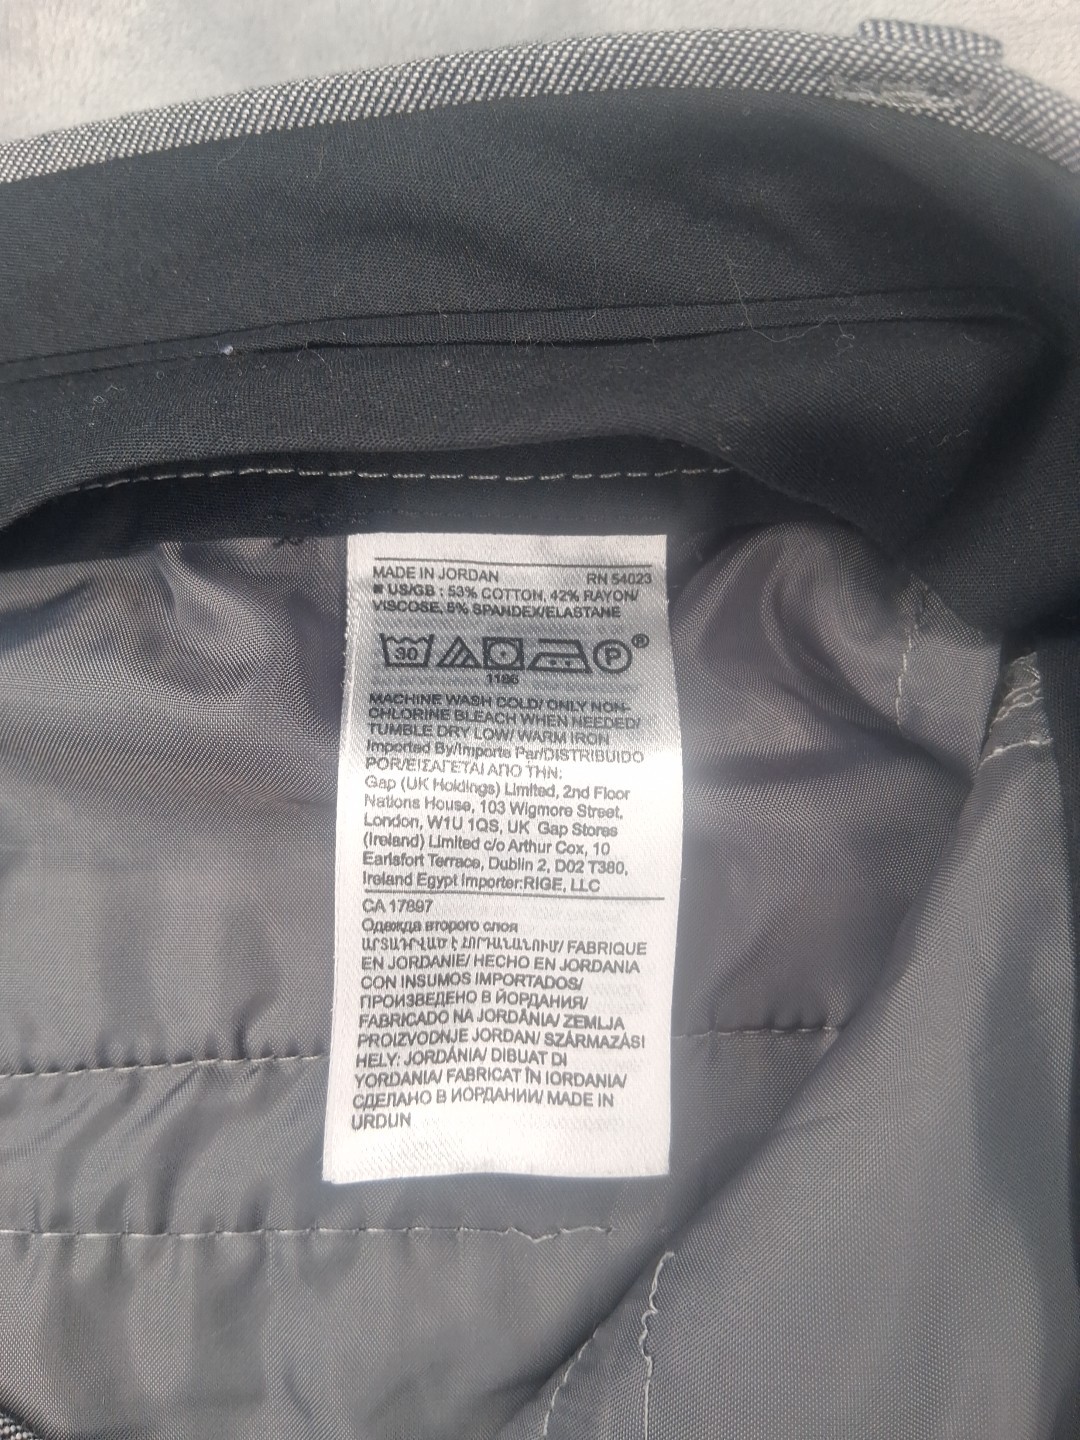 MADE IN JORDAN RN 54023
US/GB : 53% COTTON, 42% RAYON/
VISCOSE, 5% SPANDEX/ELASTANE
30 P ®
1186
MACHINE WASH COLD/ ONLY NON-
CHLORINE BLEACH WHEN NEEDED/
TUMBLE DRY LOW/ WARM IRON
Imported By/Importe Par/DISTRIBUIDO
POR/ΕΙΣΑΓΕΤΑΙ ΑΠΟ ΤΗΝ:
Gap (UK Holdings) Limited, 2nd Floor
Nations House, 103 Wigmore Street,
London, W1U 1QS, UK Gap Stores
(Ireland) Limited c/o Arthur Cox, 10
Earlsfort Terrace, Dublin 2, D02 T380,
Ireland Egypt Importer:RIGE, LLC
CA 17897
Одежда второго слоя
ԱՐՏԱԴՐՎԱԾ Է ՀՈՐԴԱՆԱՆՈՒՄ/ FABRIQUE
EN JORDANIE/ HECHO EN JORDANIA
CON INSUMOS IMPORTADOS/
ПРОИЗВЕДЕНО В ЙОРДАНИЯ/
FABRICADO NA JORDÂNIA/ ZEMLJA
PROIZVODNJE JORDAN/ SZÁRMAZÁSI
HELY: JORDÁNIA/ DIBUAT DI
YORDANIA/ FABRICAT ÎN IORDANIA/
СДЕЛАНО В ИОРДАНИИ/ MADE IN
URDUN